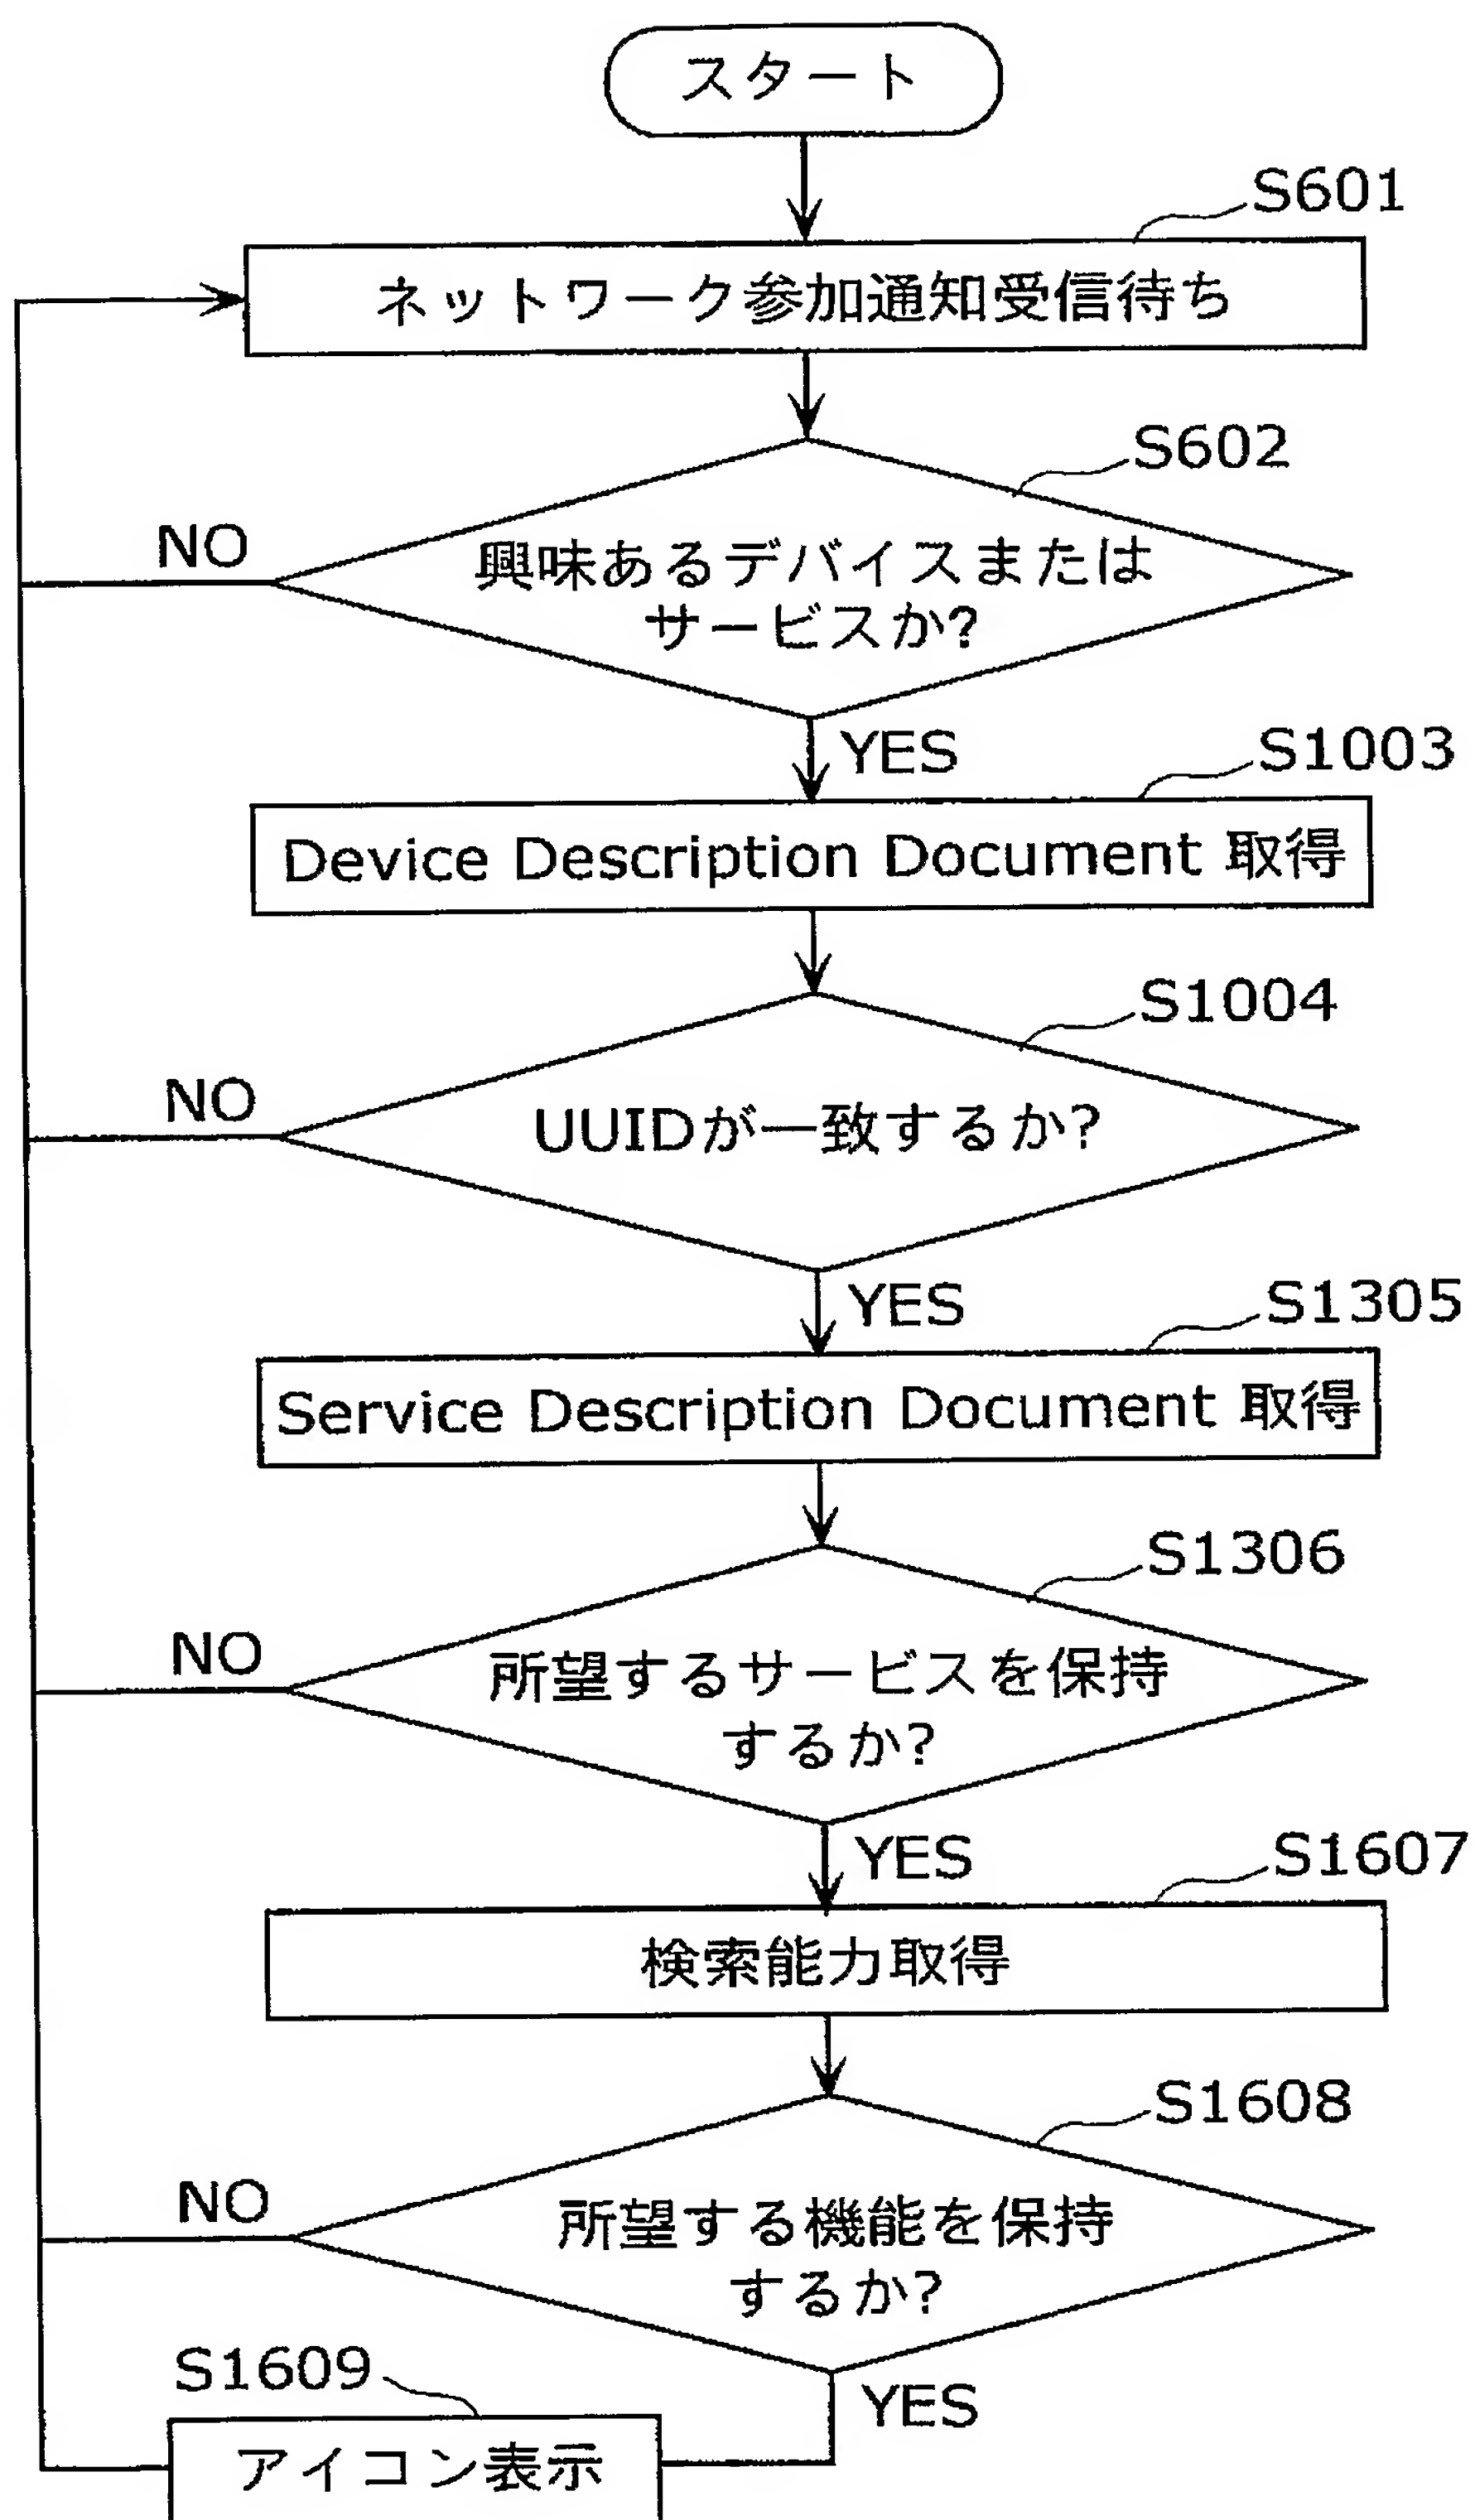 スタート
S601
ネットワーク参加通知受信待ち
S602
NO
興味あるデバイスまたは
サービスか?
YES
S1003
Device Description Document 取得
S1004
NO
UUIDが一致するか?
YES
S1305
Service Description Document 取得
S1306
NO
所望するサービスを保持
するか?
YES
S1607
検索能力取得
S1608
NO
所望する機能を保持
するか?
S1609
YES
アイコン表示